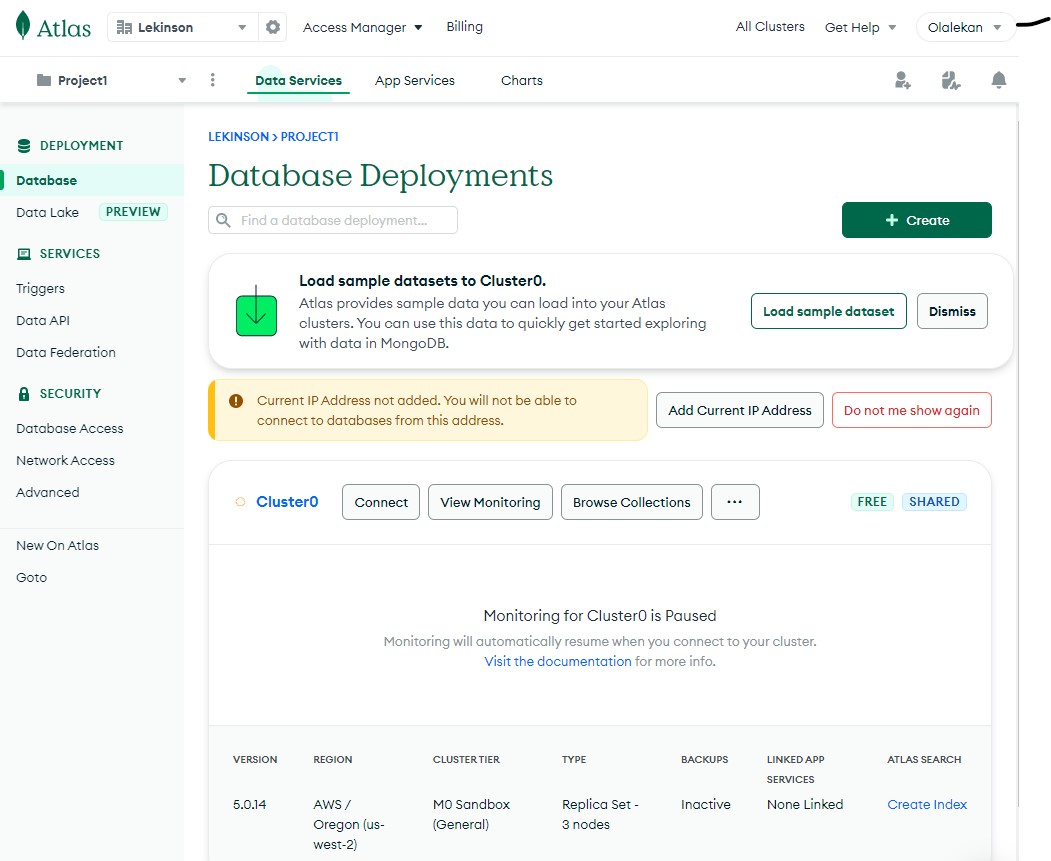 Atlas
Lekinson
Access Manager
Billing
All Clusters
Get Help
Olalekan
Project1
Data Services
App Services
Charts
DEPLOYMENT
Database
Data Lake PREVIEW
SERVICES
Triggers
Data API
Data Federation
SECURITY
Database Access
Network Access
Advanced
New On Atlas
Goto
LEKINSON > PROJECT1
Database Deployments
Find a database deployment...
+ Create
Load sample datasets to Cluster0.
Atlas provides sample data you can load into your Atlas
clusters. You can use this data to quickly get started exploring
with data in MongoDB.
Load sample dataset
Dismiss
Current IP Address not added. You will not be able to
connect to databases from this address.
Add Current IP Address
Do not me show again
Cluster0
Connect
View Monitoring
Browse Collections
...
FREE
SHARED
Monitoring for Cluster0 is Paused
Monitoring will automatically resume when you connect to your cluster.
Visit the documentation for more info.
VERSION
5.0.14
REGION
AWS /
Oregon (us-
west-2)
CLUSTER TIER
M0 Sandbox
(General)
TYPE
Replica Set -
3 nodes
BACKUPS
Inactive
LINKED APP
SERVICES
None Linked
ATLAS SEARCH
Create Index